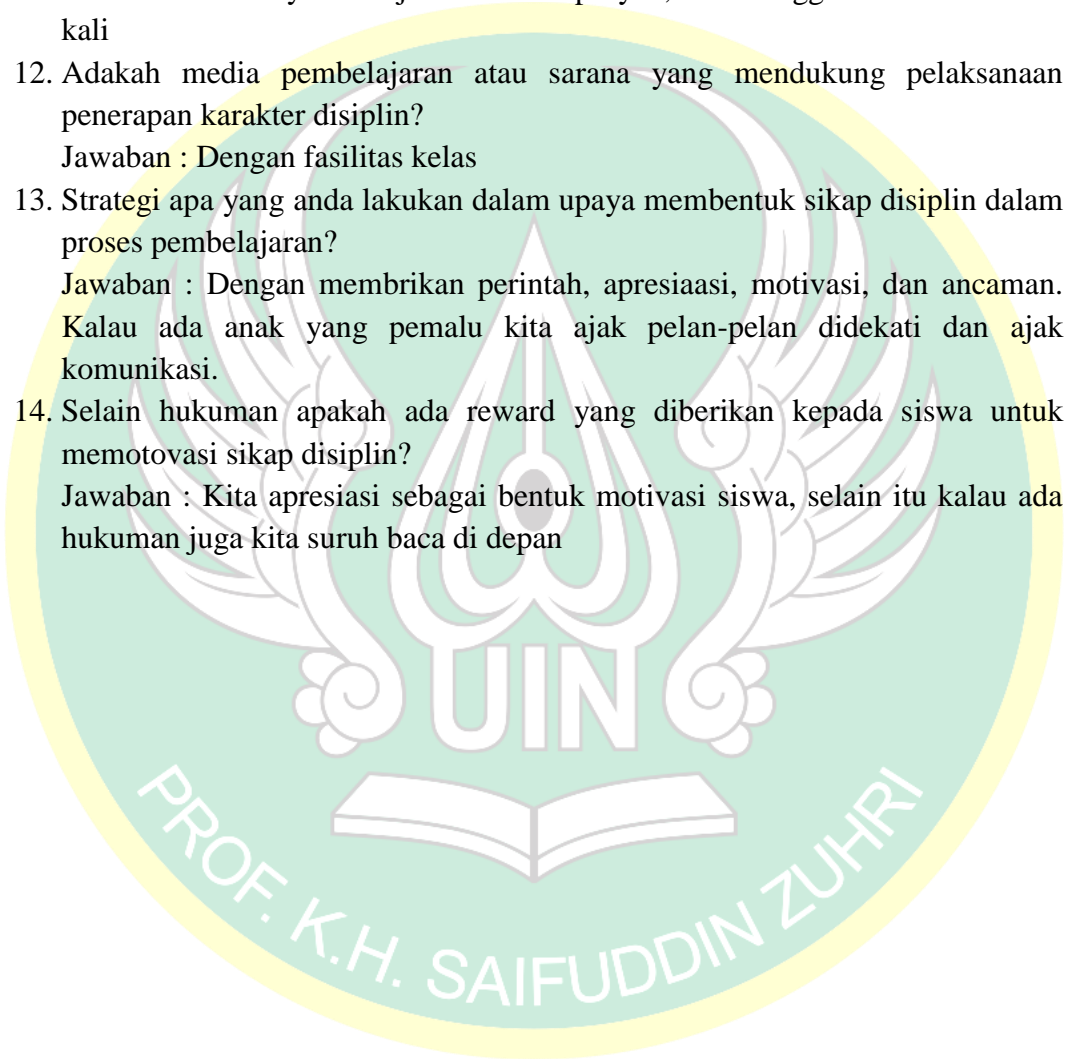 kali
12. Adakah media pembelajaran atau sarana yang mendukung pelaksanaan
penerapan karakter disiplin?
Jawaban : Dengan fasilitas kelas
13. Strategi apa yang anda lakukan dalam upaya membentuk sikap disiplin dalam
proses pembelajaran?
Jawaban : Dengan membrikan perintah, apresiaasi, motivasi, dan ancaman.
Kalau ada anak yang pemalu kita ajak pelan-pelan didekati dan ajak
komunikasi.
14. Selain hukuman apakah ada reward yang diberikan kepada siswa untuk
memotovasi sikap disiplin?
Jawaban : Kita apresiasi sebagai bentuk motivasi siswa, selain itu kalau ada
hukuman juga kita suruh baca di depan
UIN
PROF. K.H. SAIFUDDIN ZUHRI